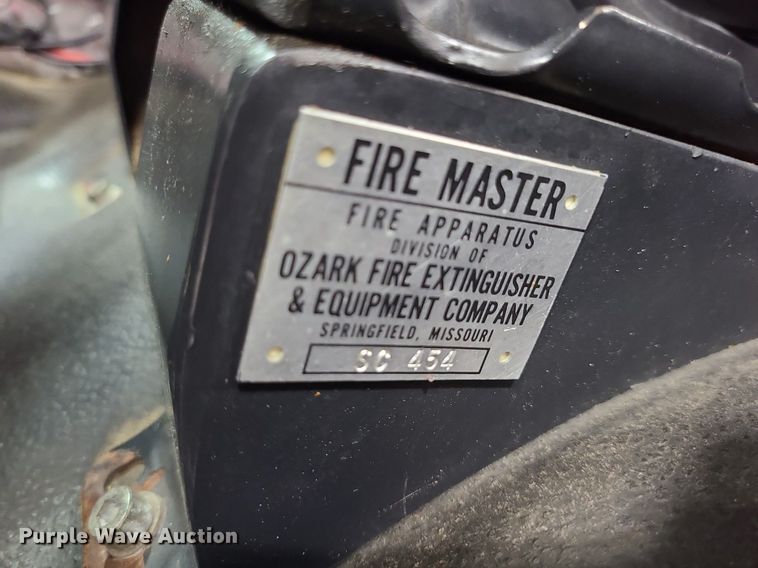 FIRE MASTER
FIRE APPARATUS
DIVISION OF
OZARK FIRE EXTINGUISHER
& EQUIPMENT COMPANY
SPRINGFIELD, MISSOURI
SC 454
Purple Wave Auction